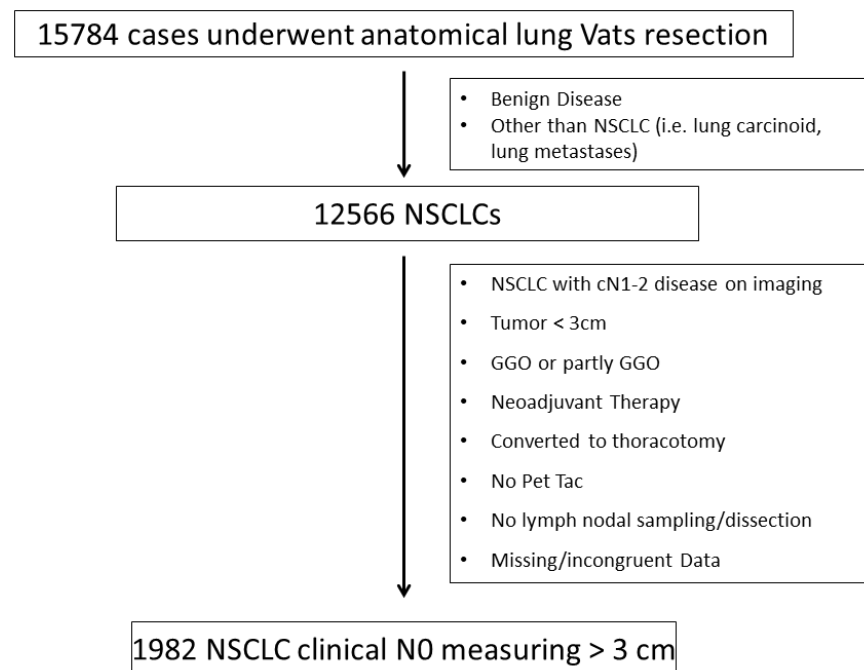 15784 cases underwent anatomical lung Vats resection
• Benign Disease
• Other than NSCLC (i.e. lung carcinoid,
lung metastases)
12566 NSCLCs
• NSCLC with cN1-2 disease on imaging
• Tumor < 3cm
• GGO or partly GGO
• Neoadjuvant Therapy
• Converted to thoracotomy
• No Pet Tac
• No lymph nodal sampling/dissection
• Missing/incongruent Data
1982 NSCLC clinical N0 measuring > 3 cm